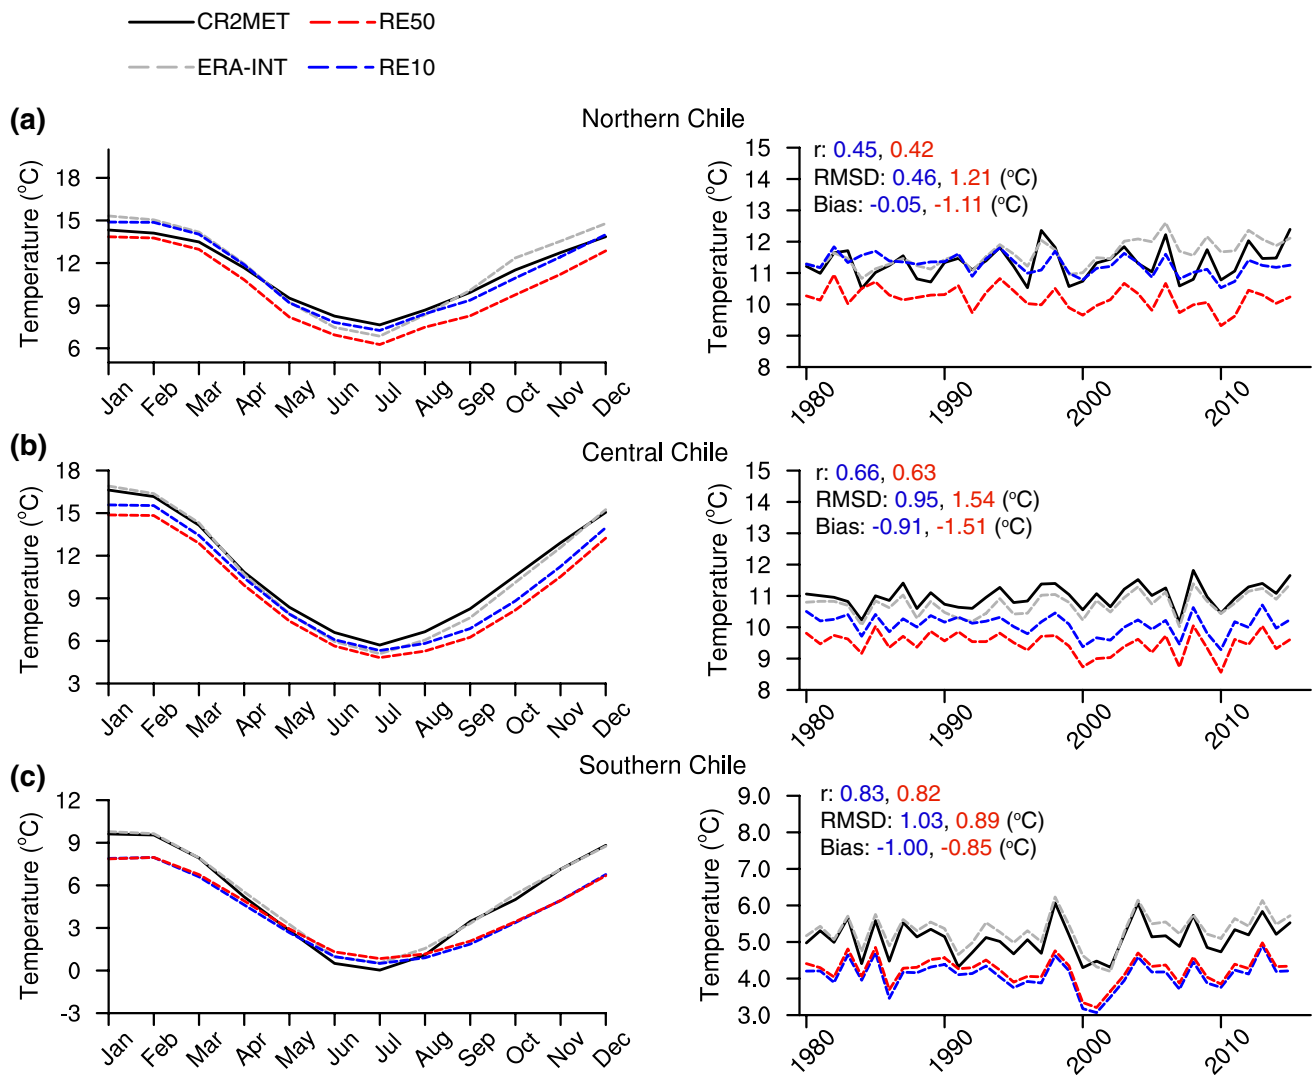 CR2MET RE50
ERA-INT RE10
(a)
Northern Chile
Temperature (°C)
18
15
12
9
6
Jan Feb Mar Apr May Jun Jul Aug Sep Oct Nov Dec
Temperature (°C)
15
14
13
12
11
10
9
8
r: 0.45, 0.42
RMSD: 0.46, 1.21 (°C)
Bias: -0.05, -1.11 (°C)
1980 1990 2000 2010
(b)
Central Chile
Temperature (°C)
18
15
12
9
6
3
Jan Feb Mar Apr May Jun Jul Aug Sep Oct Nov Dec
Temperature (°C)
15
14
13
12
11
10
9
8
r: 0.66, 0.63
RMSD: 0.95, 1.54 (°C)
Bias: -0.91, -1.51 (°C)
1980 1990 2000 2010
(c)
Southern Chile
Temperature (°C)
12
9
6
3
0
-3
Jan Feb Mar Apr May Jun Jul Aug Sep Oct Nov Dec
Temperature (°C)
9.0
8.0
7.0
6.0
5.0
4.0
3.0
r: 0.83, 0.82
RMSD: 1.03, 0.89 (°C)
Bias: -1.00, -0.85 (°C)
1980 1990 2000 2010